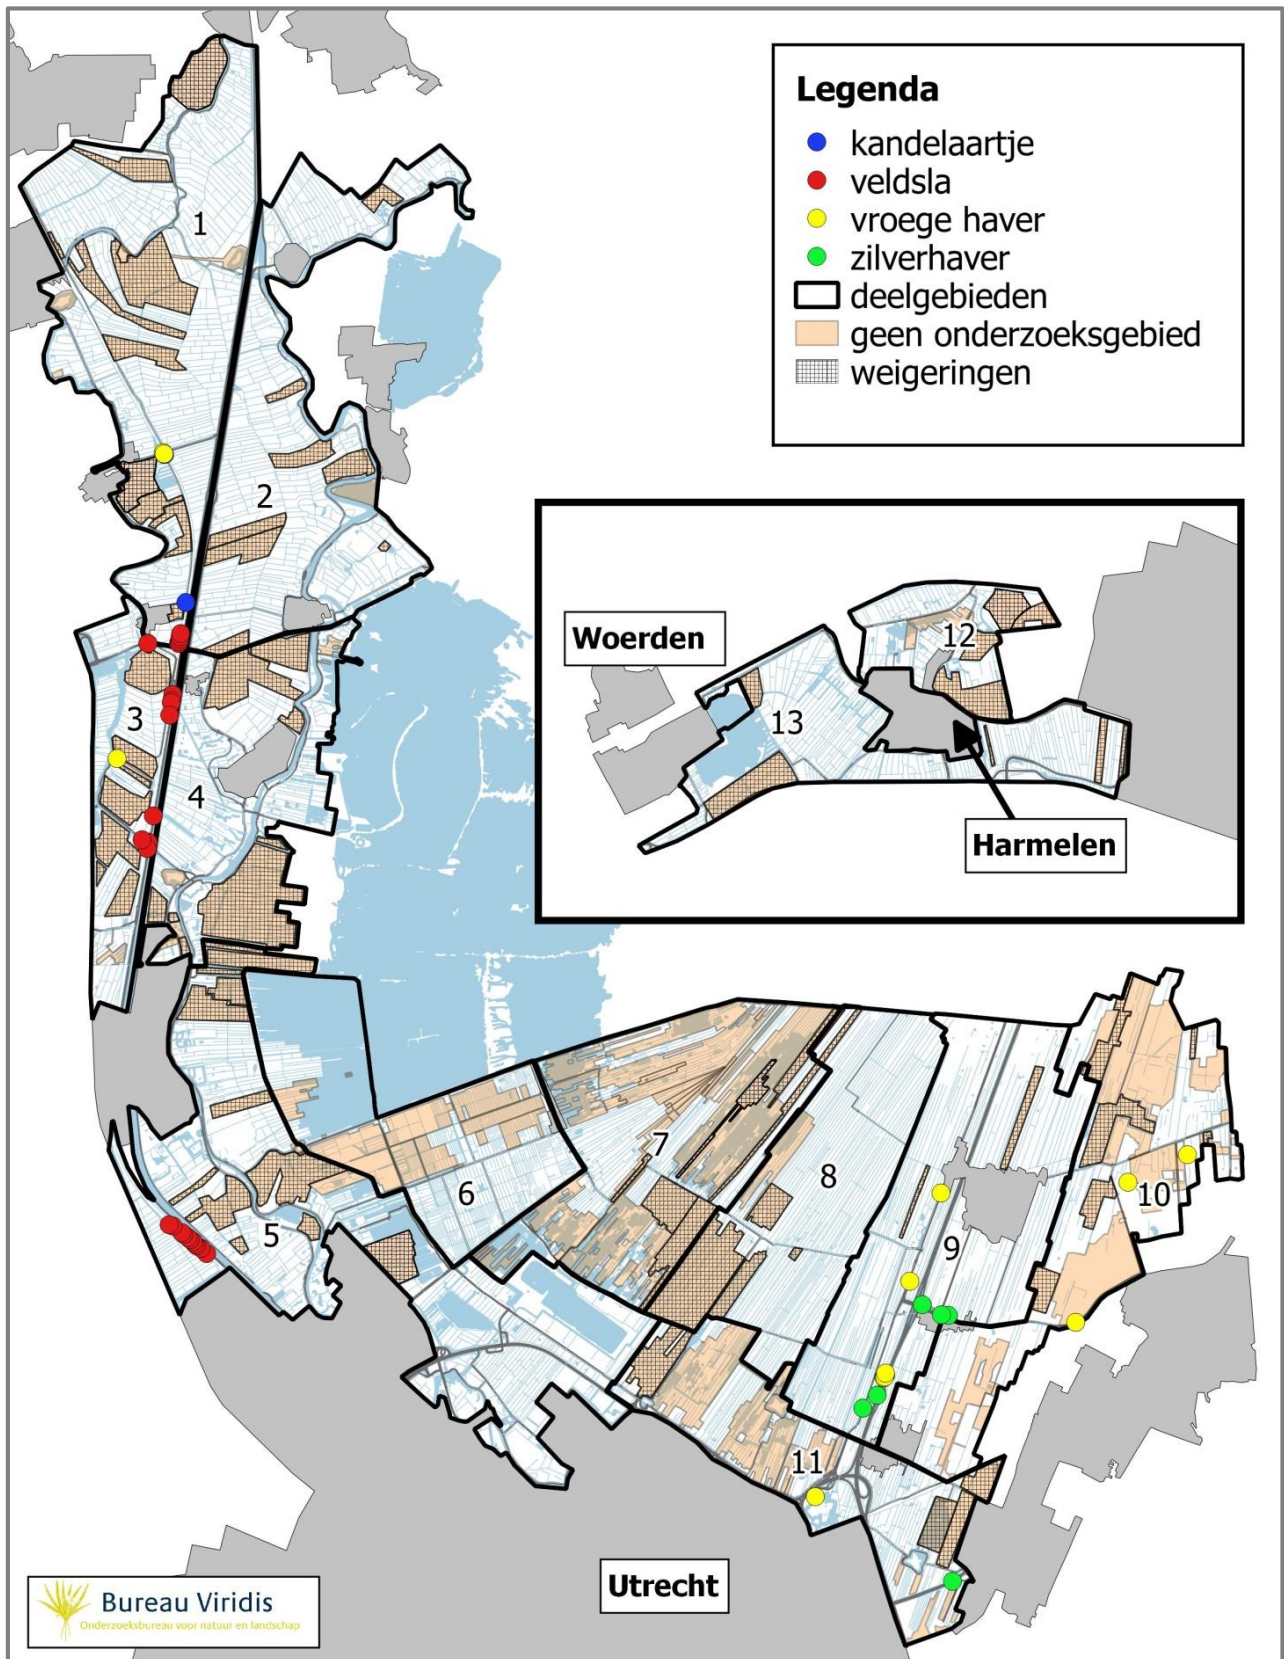 Legenda
kandelaartje
veldsla
vroege haver
zilverhaver
deelgebieden
geen onderzoeksgebied
weigeringen
1
2
3
4
Woerden
12
13
Harmelen
5
6
7
8
9
10
11
Utrecht
Bureau Viridis
Onderzoeksbureau voor natuur en landschap